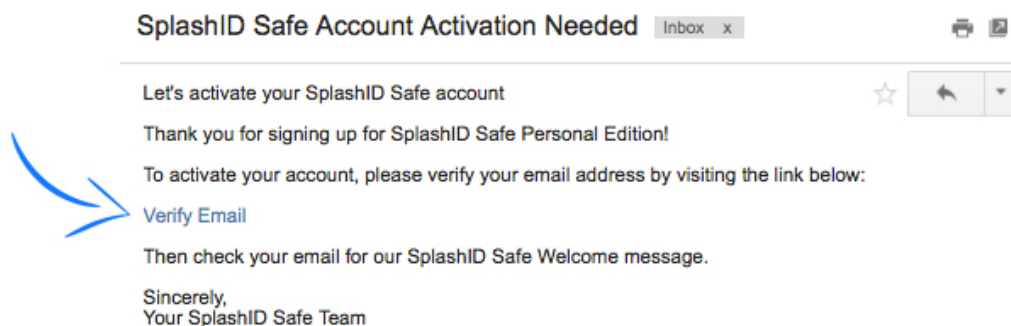 SplashID Safe Account Activation Needed Inbox x
Let's activate your SplashID Safe account
Thank you for signing up for SplashID Safe Personal Edition!
To activate your account, please verify your email address by visiting the link below:
Verify Email
Then check your email for our SplashID Safe Welcome message.
Sincerely,
Your SplashID Safe Team